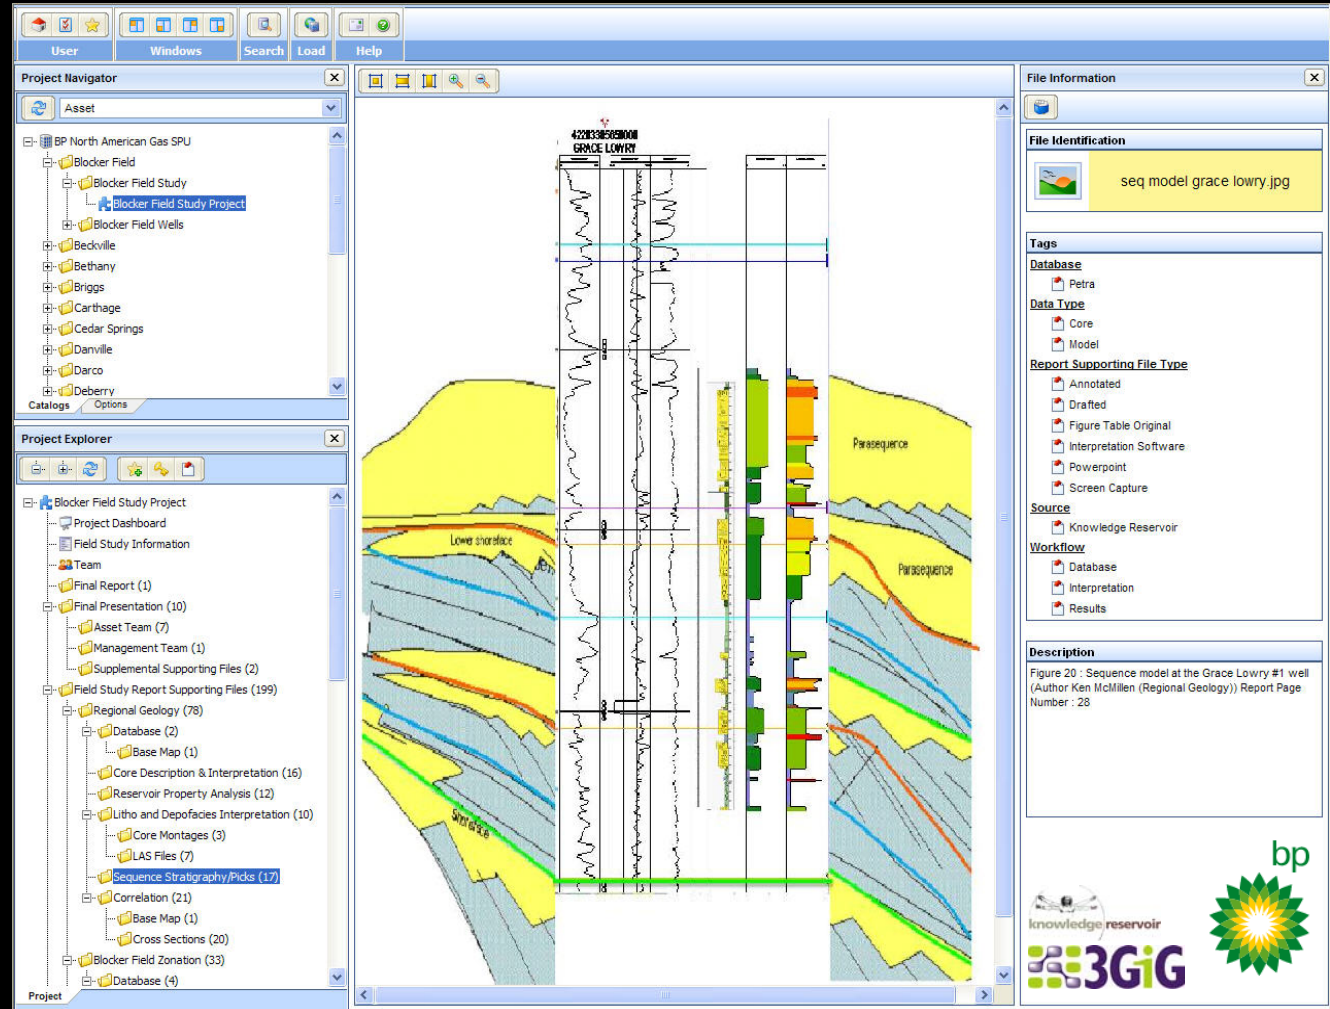 User
Windows
Search
Load
Help
Project Navigator
Asset
BP North American Gas SPU
Blocker Field
Blocker Field Study
Blocker Field Study Project
Blocker Field Wells
Beckville
Bethany
Briggs
Carthage
Cedar Springs
Danville
Darco
Deberry
Catalogs
Options
Project Explorer
Blocker Field Study Project
Project Dashboard
Field Study Information
Team
Final Report (1)
Final Presentation (10)
Asset Team (7)
Management Team (1)
Supplemental Supporting Files (2)
Field Study Report Supporting Files (199)
Regional Geology (78)
Database (2)
Base Map (1)
Core Description & Interpretation (16)
Reservoir Property Analysis (12)
Litho and Depofacies Interpretation (10)
Core Montages (3)
LAS Files (7)
Sequence Stratigraphy/Picks (17)
Correlation (21)
Base Map (1)
Cross Sections (20)
Blocker Field Zonation (33)
Database (4)
Project
GRACE LOWRY
Parasequence
Lower shoreface
Parasequence
Shoreface
File Information
File Identification
seq model grace lowry.jpg
Tags
Database
Petra
Data Type
Core
Model
Report Supporting File Type
Annotated
Drafted
Figure Table Original
Interpretation Software
Powerpoint
Screen Capture
Source
Knowledge Reservoir
Workflow
Database
Interpretation
Results
Description
Figure 20 : Sequence model at the Grace Lowry #1 well
(Author Ken McMillen (Regional Geology)) Report Page
Number : 28
bp
knowledge reservoir
3GiG